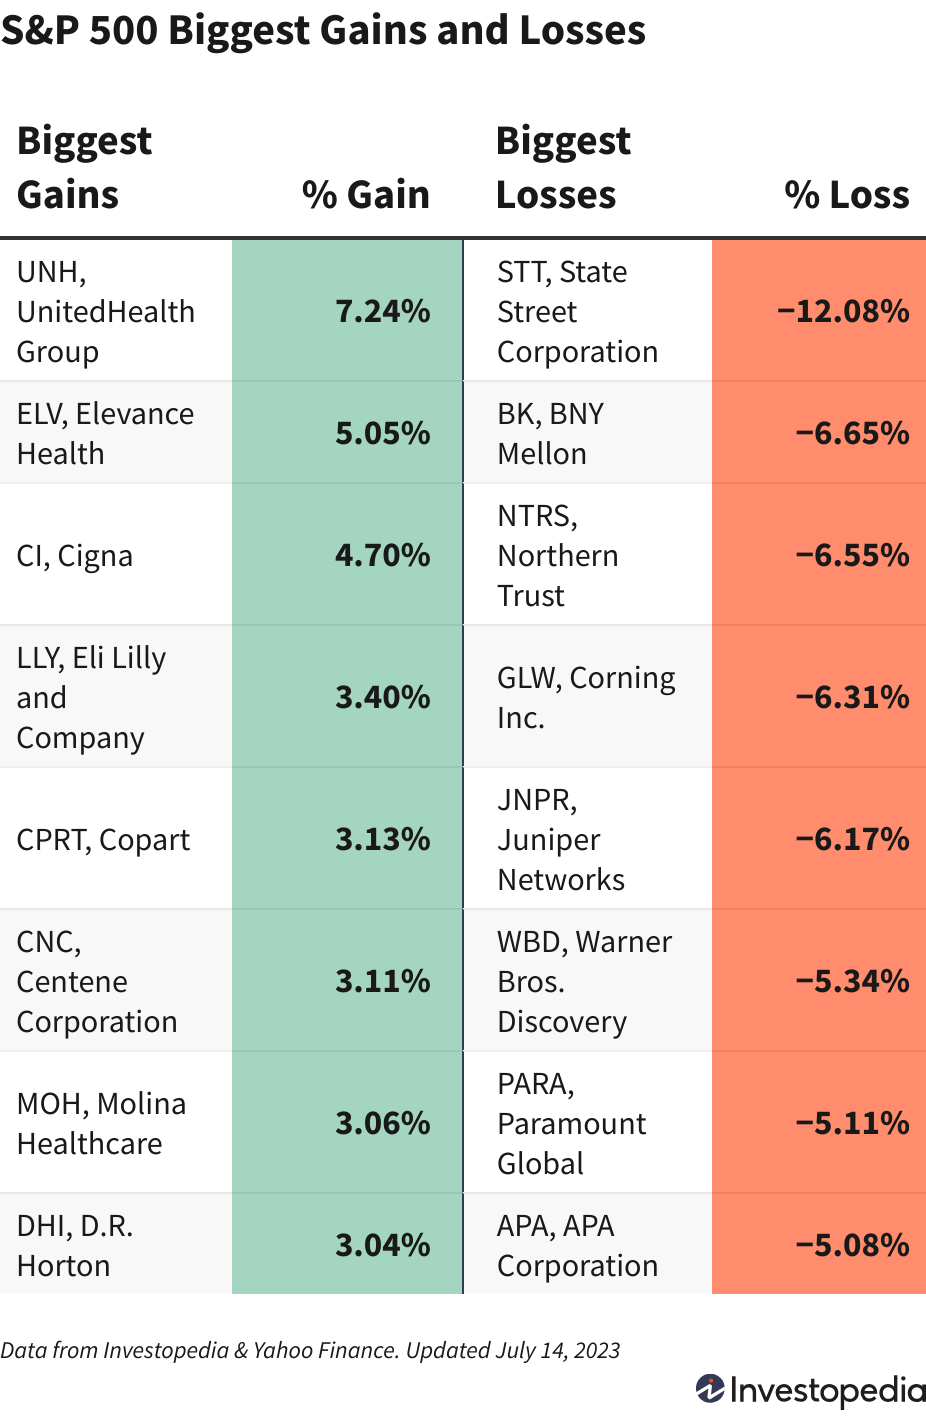 S&P 500 Biggest Gains and Losses
Biggest
Gains
% Gain
Biggest
Losses
% Loss
UNH,
UnitedHealth
Group
7.24%
STT, State
Street
Corporation
−12.08%
ELV, Elevance
Health
5.05%
BK, BNY
Mellon
−6.65%
CI, Cigna
4.70%
NTRS,
Northern
Trust
−6.55%
LLY, Eli Lilly
and
Company
3.40%
GLW, Corning
Inc.
−6.31%
CPRT, Copart
3.13%
JNPR,
Juniper
Networks
−6.17%
CNC,
Centene
Corporation
3.11%
WBD, Warner
Bros.
Discovery
−5.34%
MOH, Molina
Healthcare
3.06%
PARA,
Paramount
Global
−5.11%
DHI, D.R.
Horton
3.04%
APA, APA
Corporation
−5.08%
Data from Investopedia & Yahoo Finance. Updated July 14, 2023
Investopedia